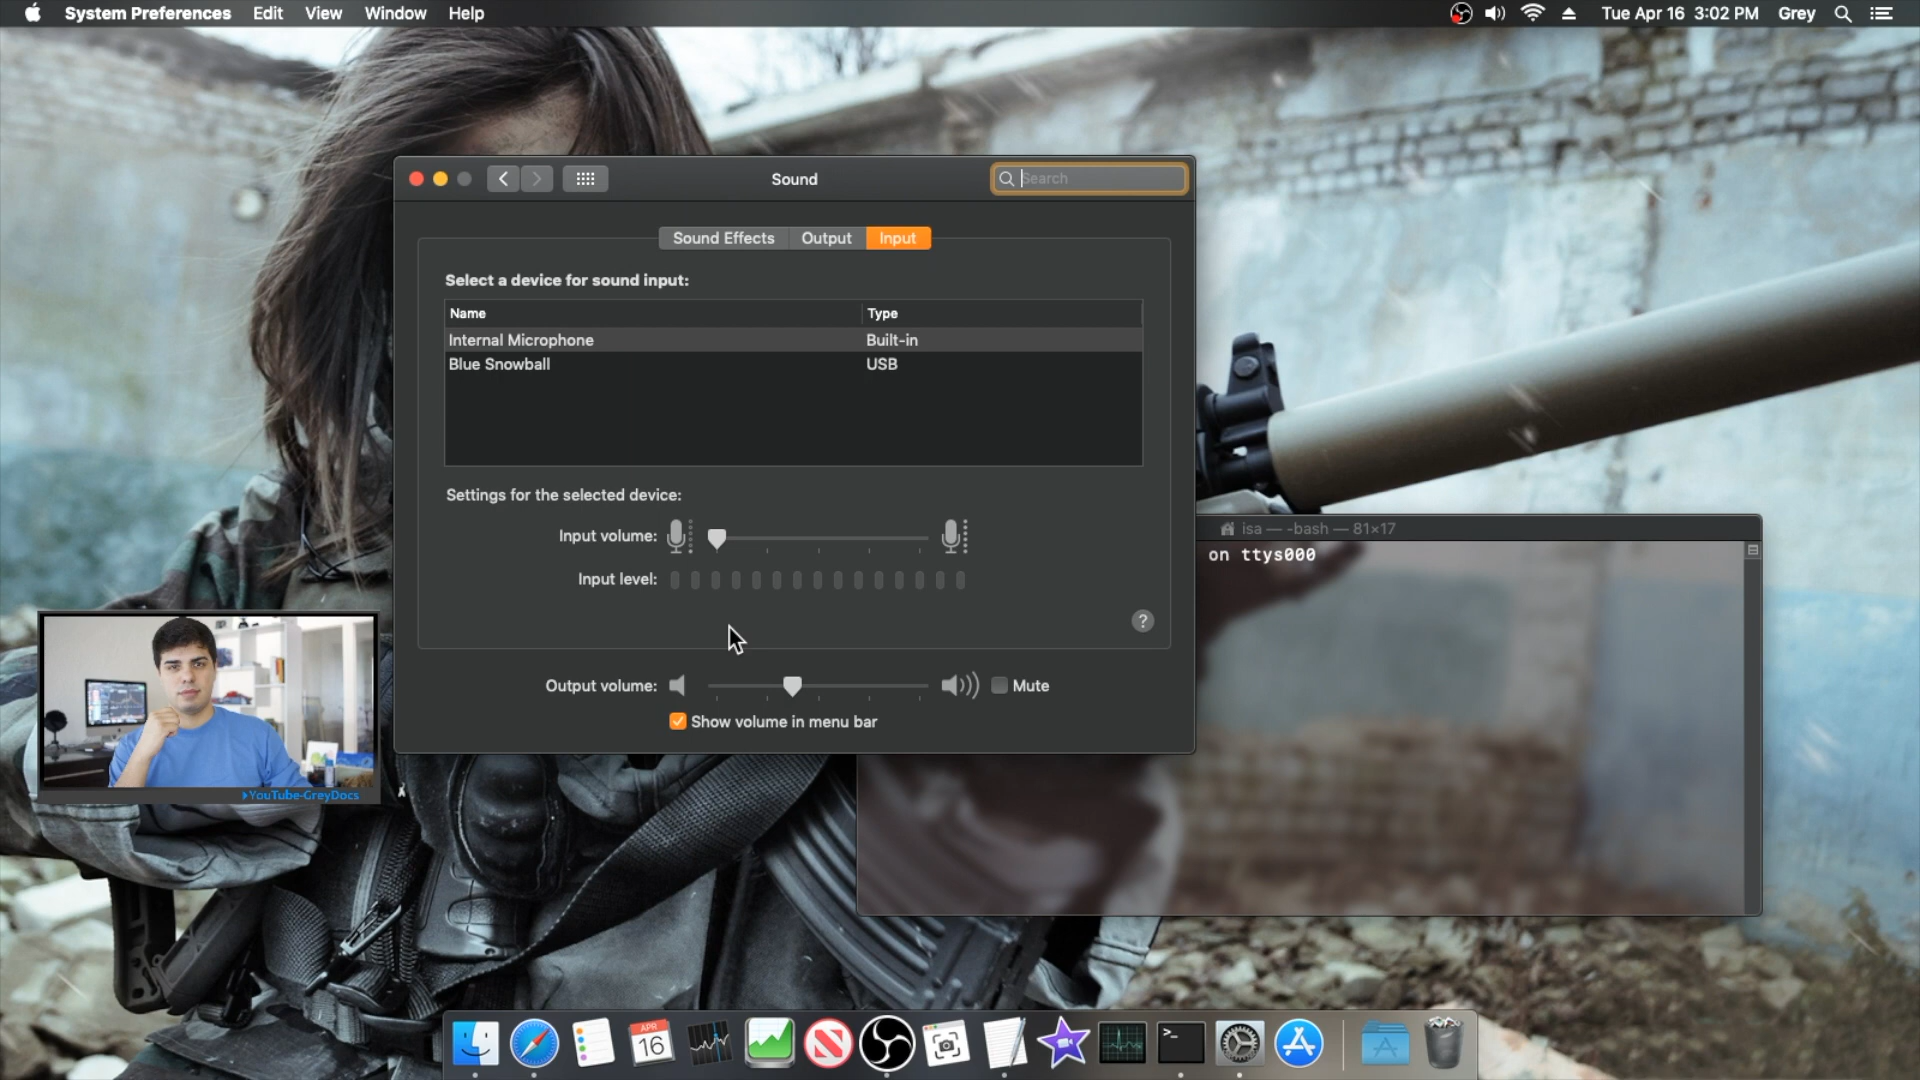 System Preferences Edit View Window Help
Tue Apr 16 3:02 PM Grey
Sound
Search
Sound Effects Output Input
Select a device for sound input:
Name Type
Internal Microphone Built-in
Blue Snowball USB
Settings for the selected device:
Input volume:
isa — -bash — 81×17
on ttys000
Input level:
?
Output volume: Mute
Show volume in menu bar
YouTube-GreyDocs
APR
16